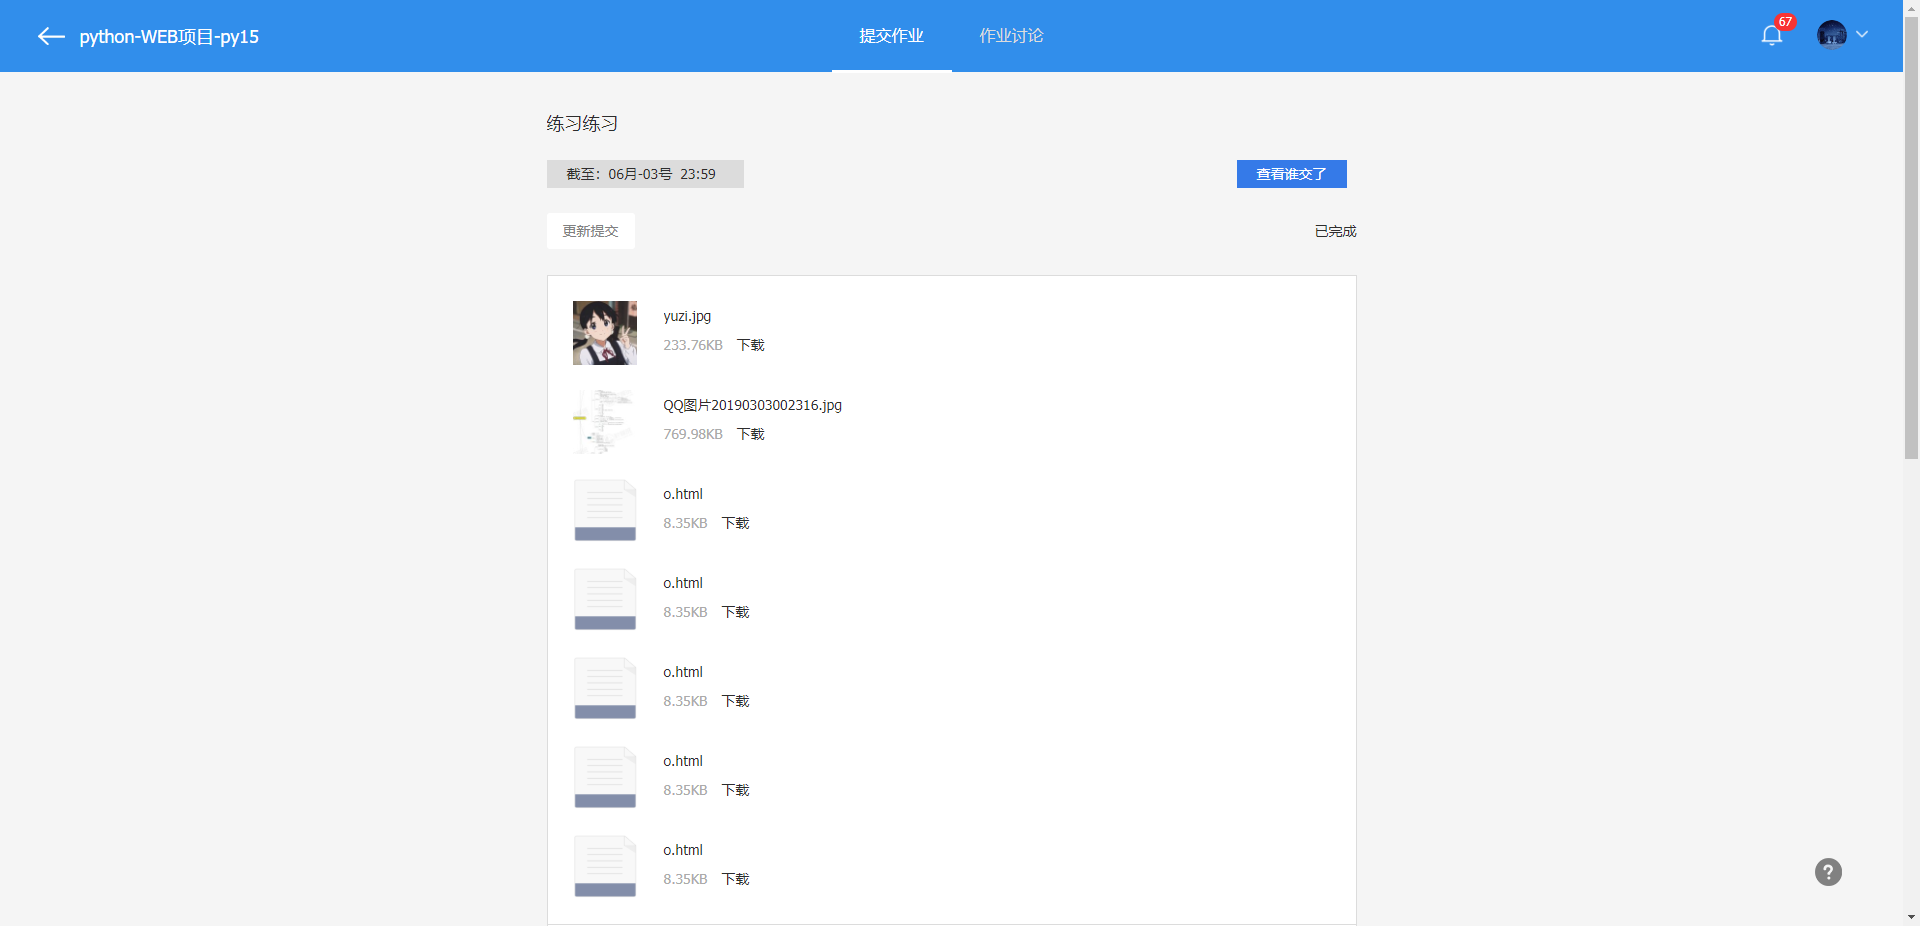 python-WEB项目-py15
提交作业
作业讨论
67
练习练习
截至：06月-03号 23:59
查看谁交了
更新提交
已完成
yuzi.jpg
233.76KB 下载
QQ图片20190303002316.jpg
769.98KB 下载
o.html
8.35KB 下载
o.html
8.35KB 下载
o.html
8.35KB 下载
o.html
8.35KB 下载
o.html
8.35KB 下载
?